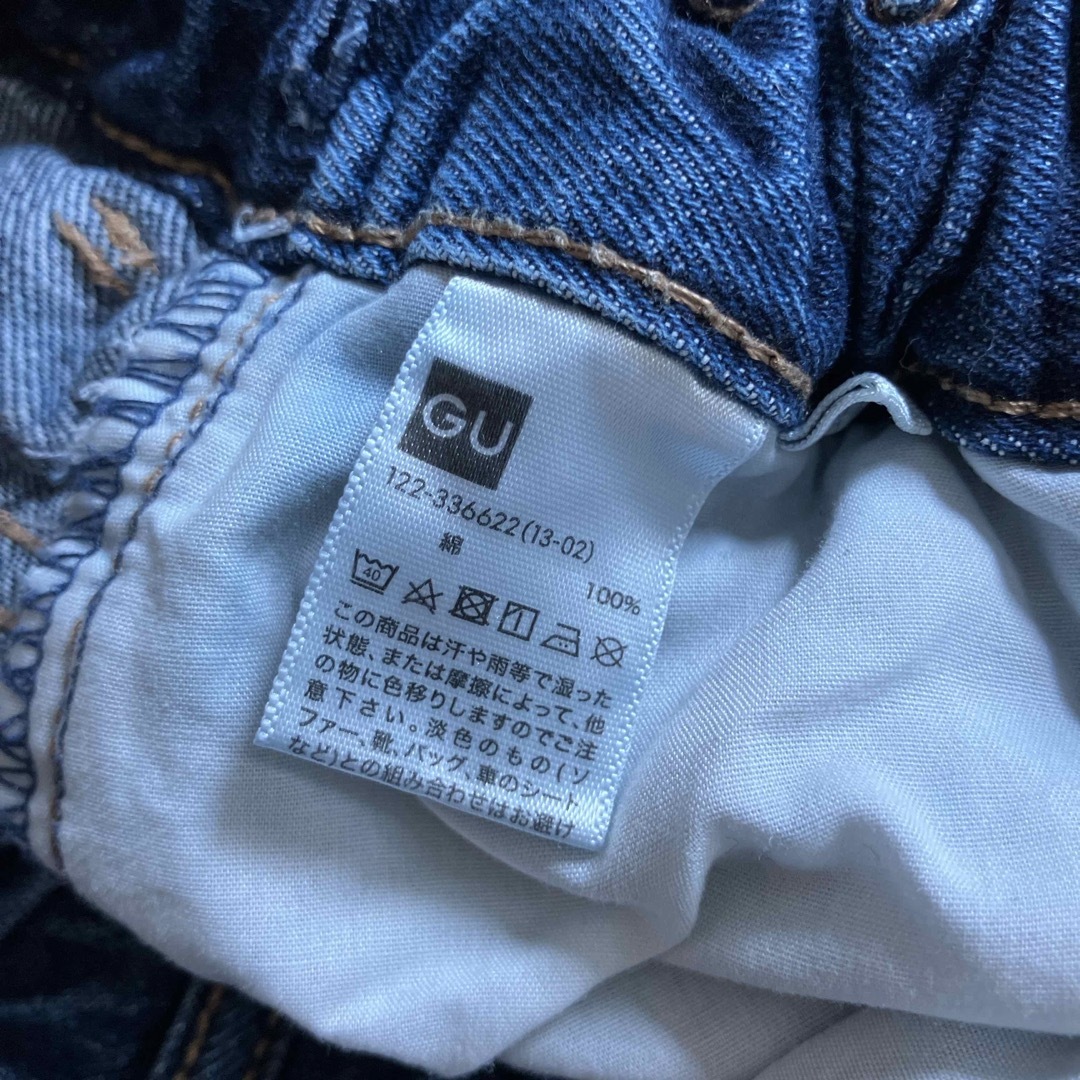 GU
122-336622(13-02)
綿 100%
40
この商品は汗や雨等で湿った
状態、または摩擦によって、他
の物に色移りしますのでご注
意下さい。淡色のもの(ソ
ファー、靴、バッグ、車のシート
など)との組み合わせはお避け